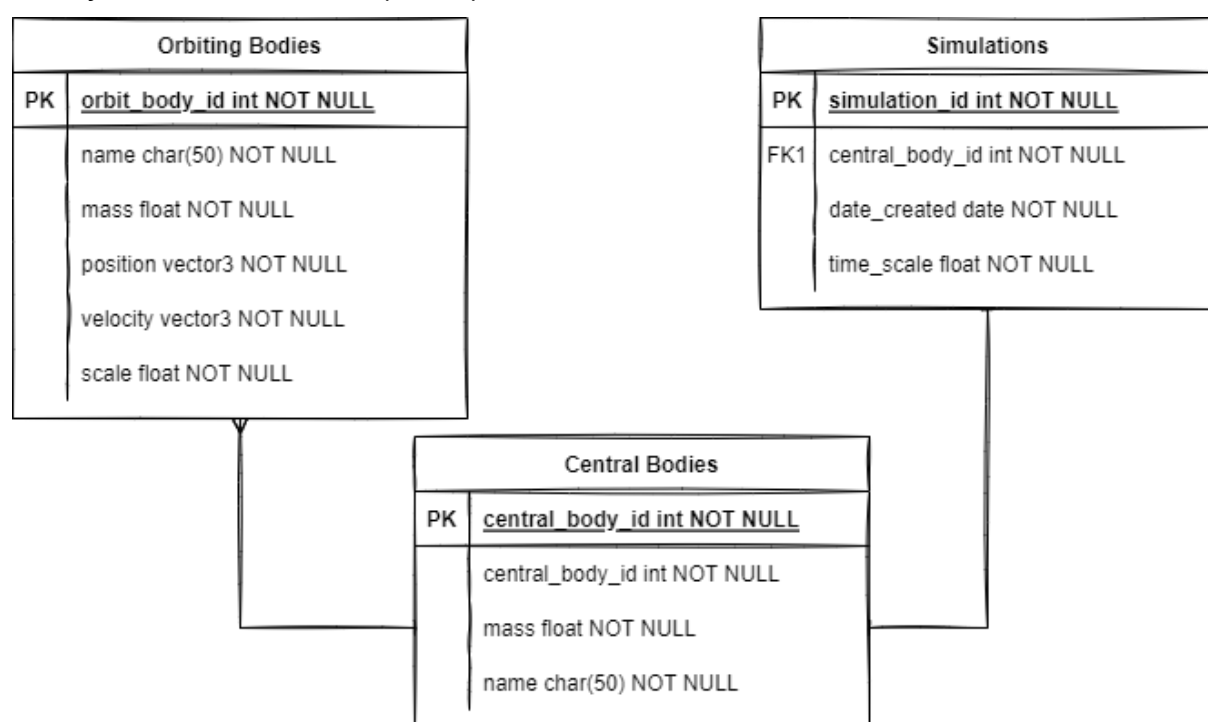 Orbiting Bodies
PK orbit_body_id int NOT NULL
name char(50) NOT NULL
mass float NOT NULL
position vector3 NOT NULL
velocity vector3 NOT NULL
scale float NOT NULL
Simulations
PK simulation_id int NOT NULL
FK1 central_body_id int NOT NULL
date_created date NOT NULL
time_scale float NOT NULL
Central Bodies
PK central_body_id int NOT NULL
central_body_id int NOT NULL
mass float NOT NULL
name char(50) NOT NULL